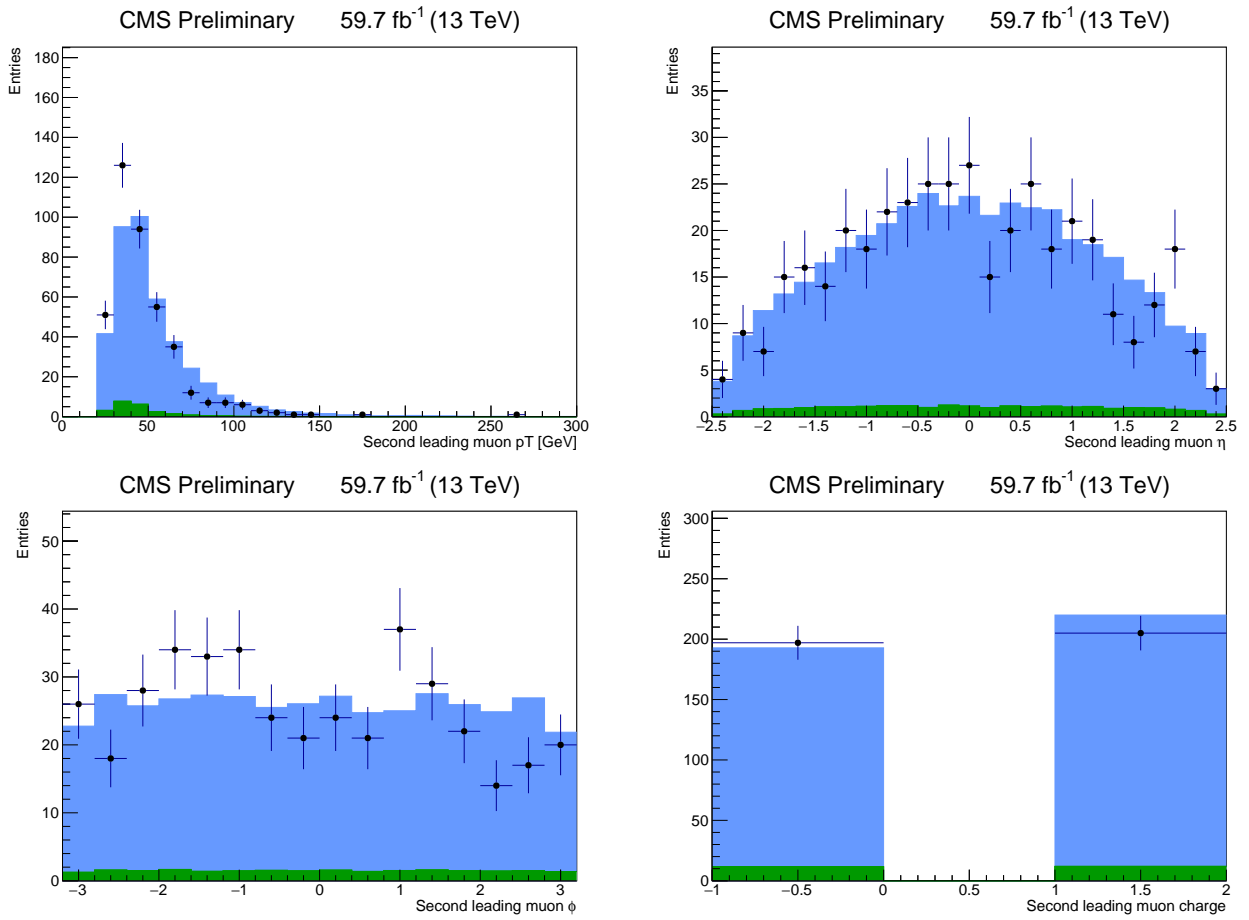 CMS Preliminary 59.7 fb⁻¹ (13 TeV)
Entries
180
160
140
120
100
80
60
40
20
0
0 50 100 150 200 250 300
Second leading muon pT [GeV]
CMS Preliminary 59.7 fb⁻¹ (13 TeV)
Entries
35
30
25
20
15
10
5
0
−2.5 −2 −1.5 −1 −0.5 0 0.5 1 1.5 2 2.5
Second leading muon η
CMS Preliminary 59.7 fb⁻¹ (13 TeV)
Entries
50
40
30
20
10
0
−3 −2 −1 0 1 2 3
Second leading muon ϕ
CMS Preliminary 59.7 fb⁻¹ (13 TeV)
Entries
300
250
200
150
100
50
0
−1 −0.5 0 0.5 1 1.5 2
Second leading muon charge